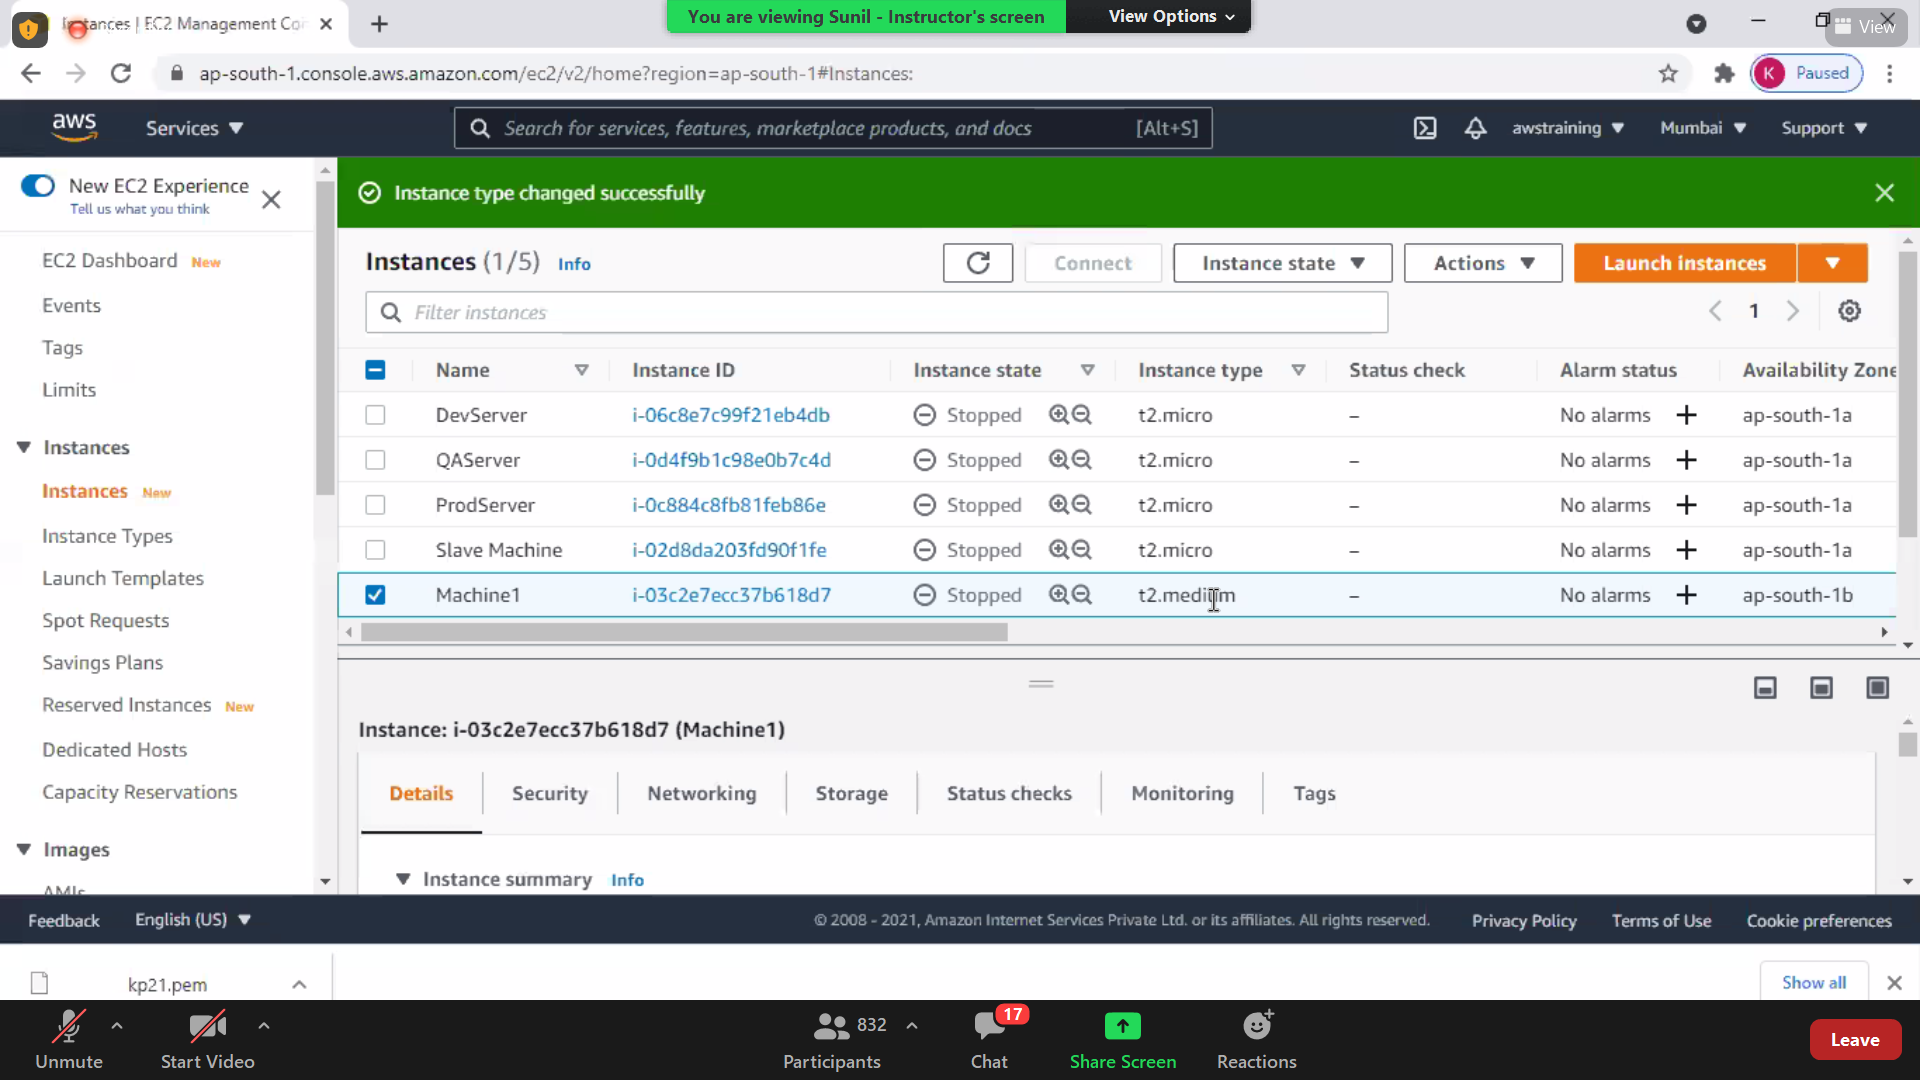 You are viewing Sunil - Instructor's screen
View Options
View
Instances | EC2 Management Con
ap-south-1.console.aws.amazon.com/ec2/v2/home?region=ap-south-1#Instances:
K Paused
aws
Services
Search for services, features, marketplace products, and docs [Alt+S]
awstraining
Mumbai
Support
New EC2 Experience
Tell us what you think
EC2 Dashboard New
Events
Tags
Limits
Instances
Instances New
Instance Types
Launch Templates
Spot Requests
Savings Plans
Reserved Instances New
Dedicated Hosts
Capacity Reservations
Images
AMIs
Instance type changed successfully
Instances (1/5) Info
Connect
Instance state
Actions
Launch instances
Filter instances
1
Name Instance ID Instance state Instance type Status check Alarm status Availability Zone
DevServer i-06c8e7c99f21eb4db Stopped t2.micro – No alarms + ap-south-1a
QAServer i-0d4f9b1c98e0b7c4d Stopped t2.micro – No alarms + ap-south-1a
ProdServer i-0c884c8fb81feb86e Stopped t2.micro – No alarms + ap-south-1a
Slave Machine i-02d8da203fd90f1fe Stopped t2.micro – No alarms + ap-south-1a
Machine1 i-03c2e7ecc37b618d7 Stopped t2.medium – No alarms + ap-south-1b
Instance: i-03c2e7ecc37b618d7 (Machine1)
Details Security Networking Storage Status checks Monitoring Tags
Instance summary Info
Feedback English (US) © 2008 - 2021, Amazon Internet Services Private Ltd. or its affiliates. All rights reserved. Privacy Policy Terms of Use Cookie preferences
kp21.pem
Show all
Unmute
Start Video
832
Participants
17
Chat
Share Screen
Reactions
Leave